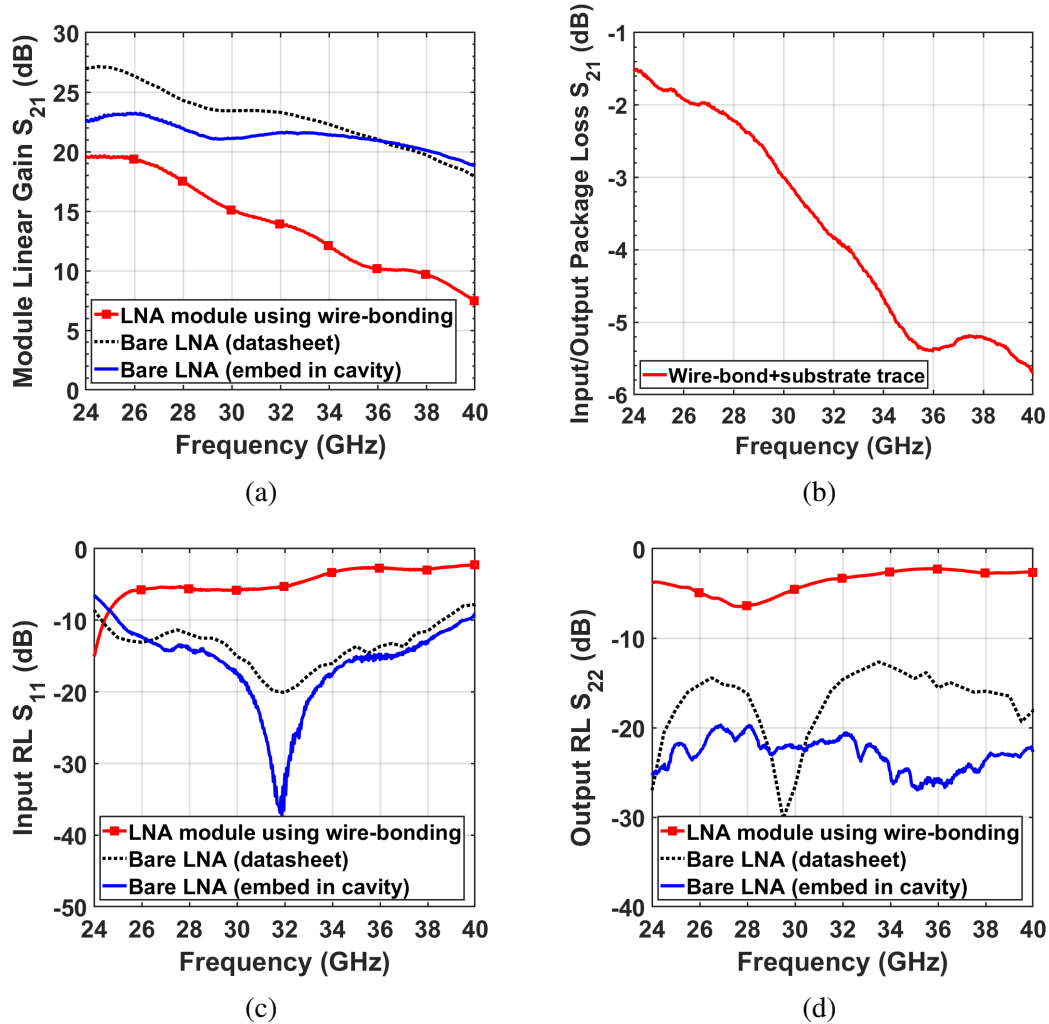 Module Linear Gain S21 (dB)
30
25
20
15
10
5
0
LNA module using wire-bonding
Bare LNA (datasheet)
Bare LNA (embed in cavity)
24 26 28 30 32 34 36 38 40
Frequency (GHz)
(a)
Input/Output Package Loss S21 (dB)
-1
-2
-3
-4
-5
-6
Wire-bond+substrate trace
24 26 28 30 32 34 36 38 40
Frequency (GHz)
(b)
Input RL S11 (dB)
0
-10
-20
-30
-40
-50
LNA module using wire-bonding
Bare LNA (datasheet)
Bare LNA (embed in cavity)
24 26 28 30 32 34 36 38 40
Frequency (GHz)
(c)
Output RL S22 (dB)
0
-10
-20
-30
-40
LNA module using wire-bonding
Bare LNA (datasheet)
Bare LNA (embed in cavity)
24 26 28 30 32 34 36 38 40
Frequency (GHz)
(d)